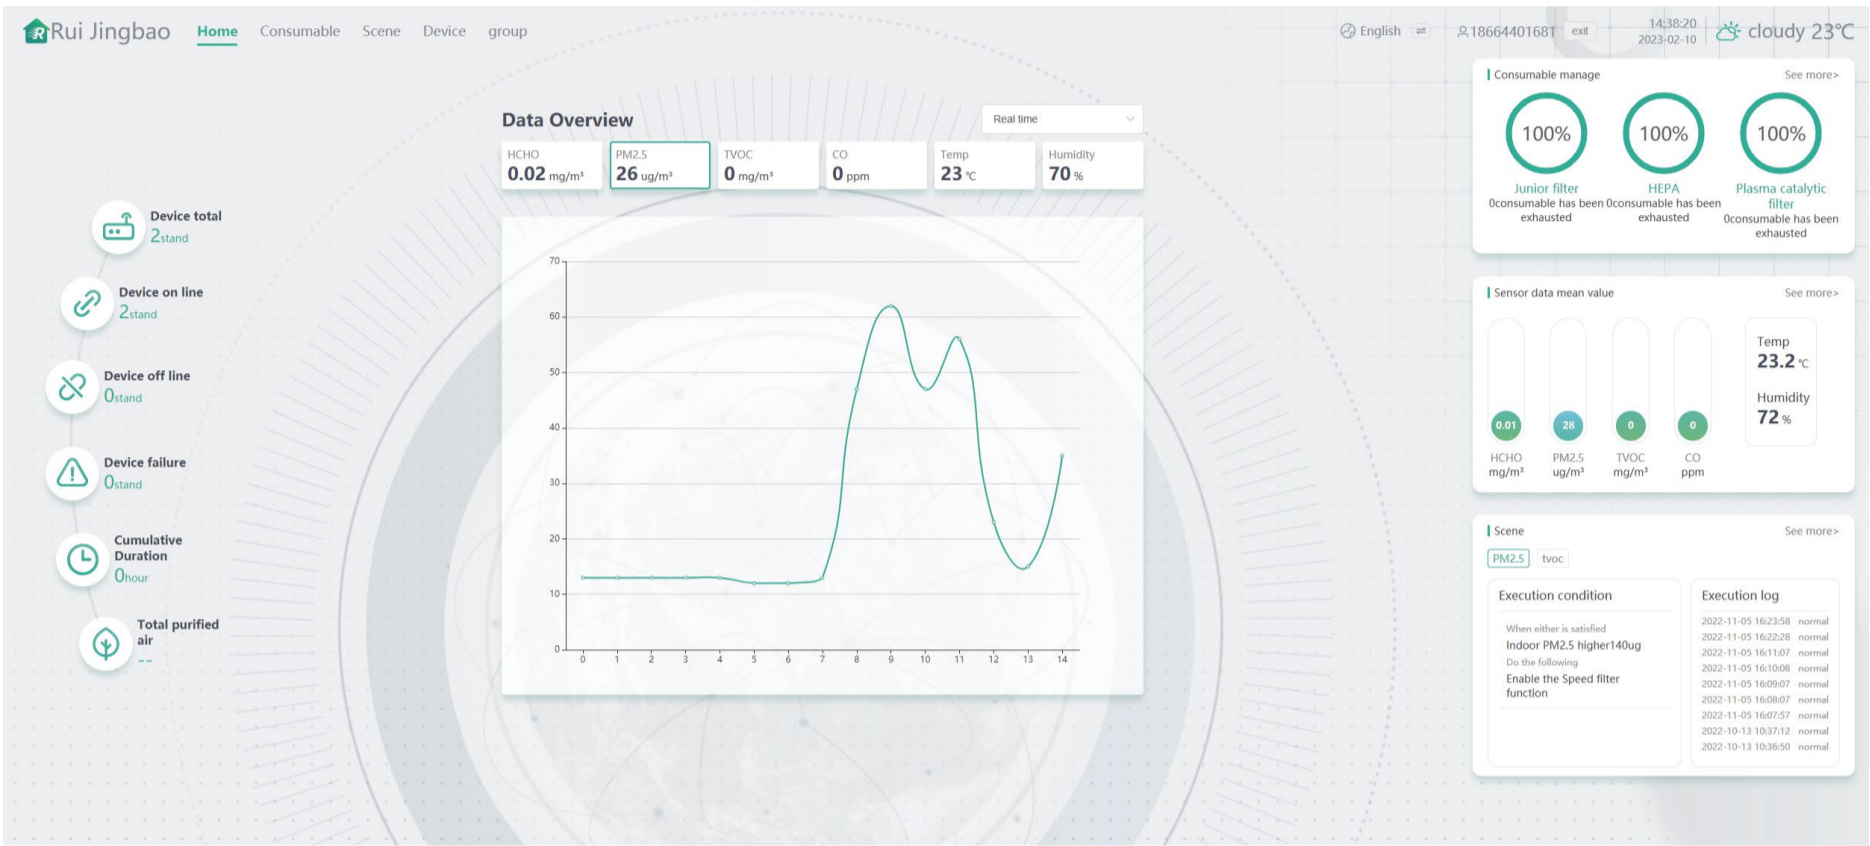 Rui Jingbao
Home Consumable Scene Device group
English
18664401681 exit
14:38:20
2023-02-10
cloudy 23℃
Device total
2stand
Device on line
2stand
Device off line
0stand
Device failure
0stand
Cumulative
Duration
0hour
Total purified
air
--
Data Overview
Real time
HCHO
0.02 mg/m³
PM2.5
26 ug/m³
TVOC
0 mg/m³
CO
0 ppm
Temp
23 ℃
Humidity
70 %
70
60
50
40
30
20
10
0
0 1 2 3 4 5 6 7 8 9 10 11 12 13 14
Consumable manage See more>
100% 100% 100%
Junior filter
0consumable has been
exhausted
HEPA
0consumable has been
exhausted
Plasma catalytic
filter
0consumable has been
exhausted
Sensor data mean value See more>
0.01 28 0 0
HCHO PM2.5 TVOC CO
mg/m³ ug/m³ mg/m³ ppm
Temp
23.2 ℃
Humidity
72 %
Scene See more>
PM2.5 tvoc
Execution condition
When either is satisfied
Indoor PM2.5 higher140ug
Do the following
Enable the Speed filter
function
Execution log
2022-11-05 16:23:58 normal
2022-11-05 16:22:28 normal
2022-11-05 16:11:07 normal
2022-11-05 16:10:08 normal
2022-11-05 16:09:07 normal
2022-11-05 16:08:07 normal
2022-11-05 16:07:57 normal
2022-10-13 10:37:12 normal
2022-10-13 10:36:50 normal